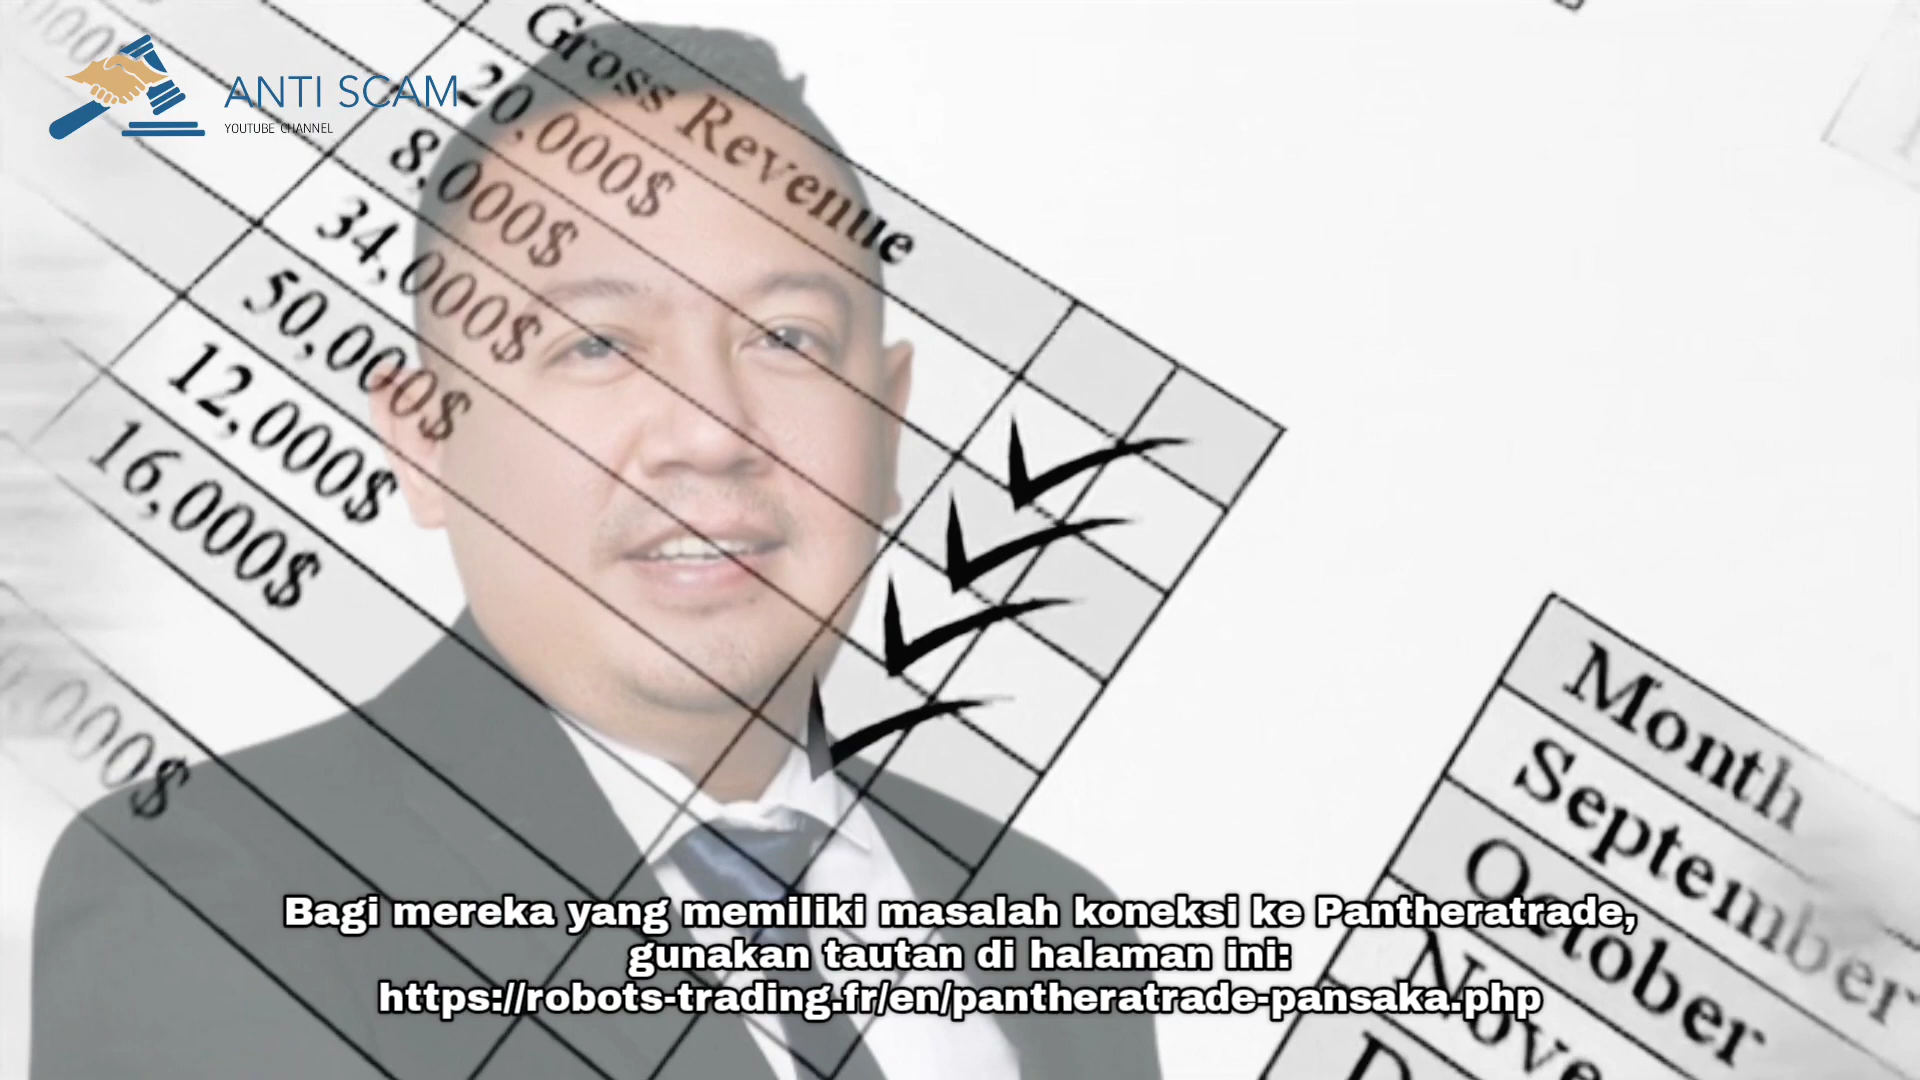 ANTI SCAM
YOUTUBE CHANNEL
Gross Revenue
20,000$
8,000$
34,000$
50,000$
12,000$
16,000$
Month
September
October
Bagi mereka yang memiliki masalah koneksi ke Pantheratrade,
gunakan tautan di halaman ini:
https://robots-trading.fr/en/pantheratrade-pansaka.php